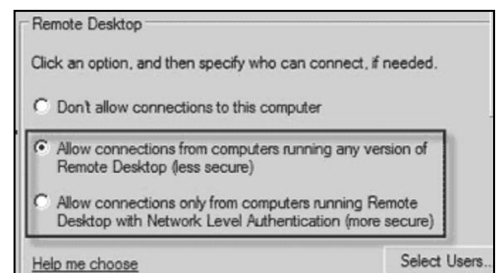 Remote Desktop
Click an option, and then specify who can connect, if needed.
Don't allow connections to this computer
Allow connections from computers running any version of
Remote Desktop (less secure)
Allow connections only from computers running Remote
Desktop with Network Level Authentication (more secure)
Help me choose
Select Users...